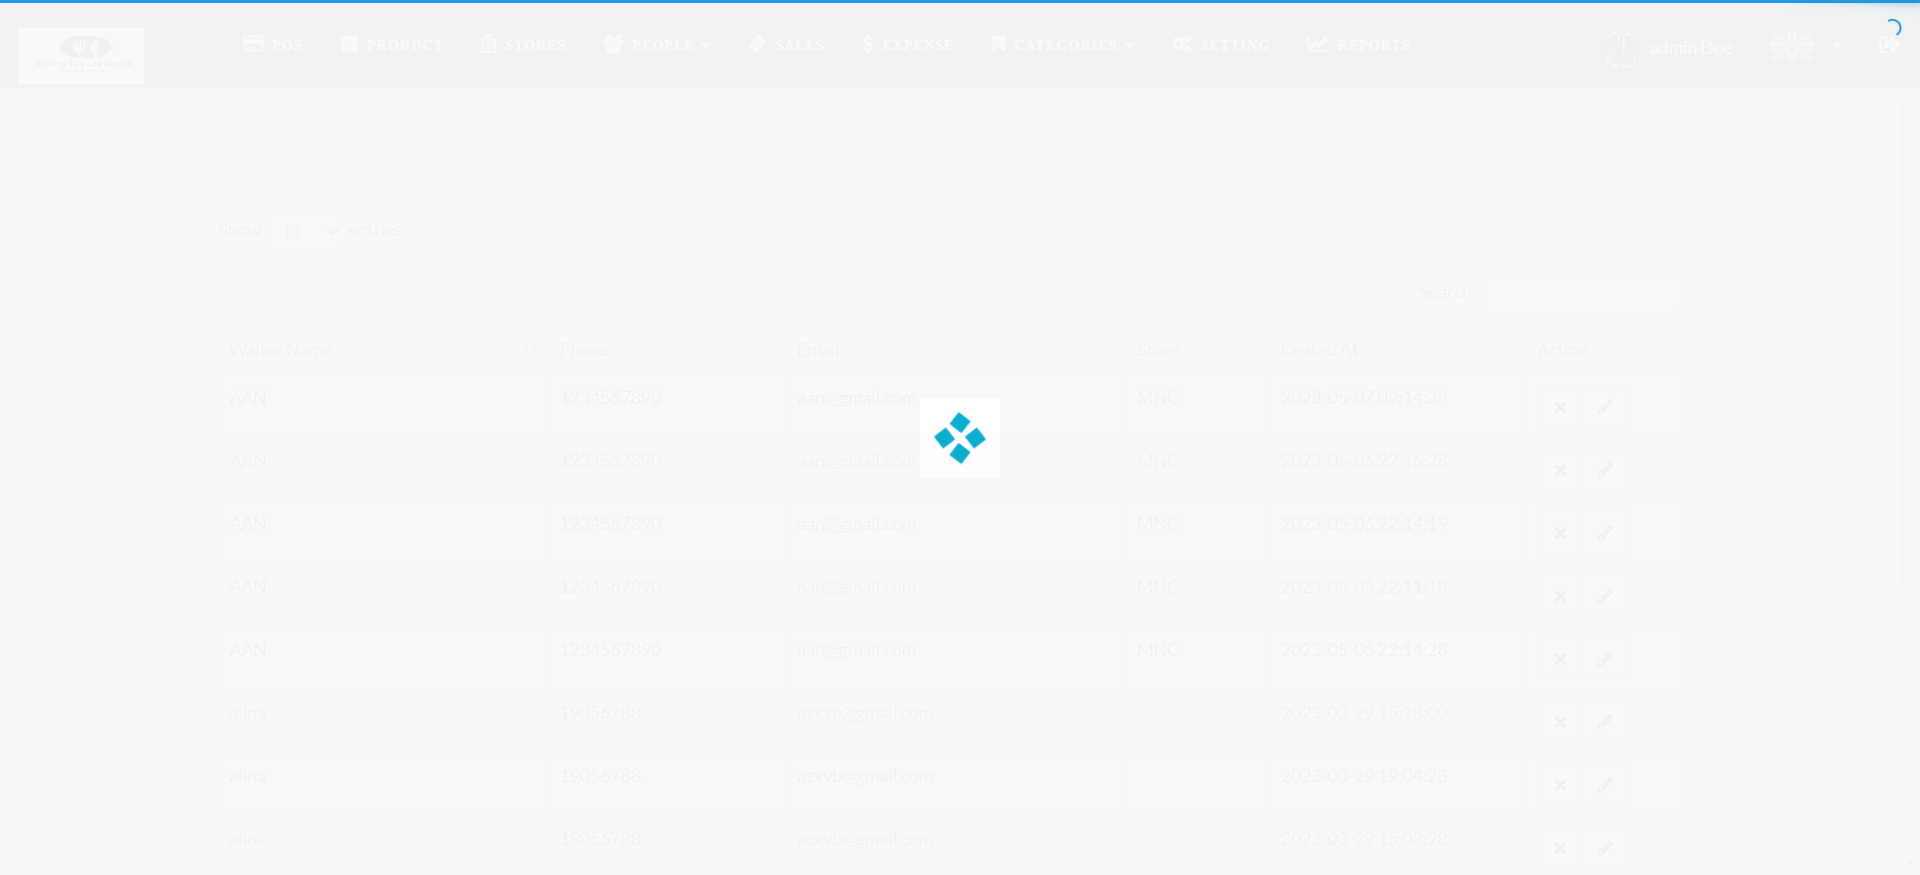 Restaurant
POS PRODUCT STORES PEOPLE SALES EXPENSE CATEGORIES SETTING REPORTS admin Doe
Show 10 entries
Search:
Waiter Name Phone Email Store Ceated At Action
AAN 1234567890 aan@gmail.com MNC 2023-05-07 09:14:39
AAN 1234567890 aan@gmail.com MNC 2023-05-06 22:16:28
AAN 1234567890 aan@gmail.com MNC 2023-05-06 22:14:19
AAN 1234567890 aan@gmail.com MNC 2023-05-06 22:11:18
AAN 1234567890 aan@gmail.com MNC 2023-05-06 22:14:28
alina 19056788 azxvb@gmail.com 2023-03-29 15:18:00
alina 19056788 azxvb@gmail.com 2023-03-29 19:04:23
alina 19056788 azxvb@gmail.com 2023-03-29 15:03:28